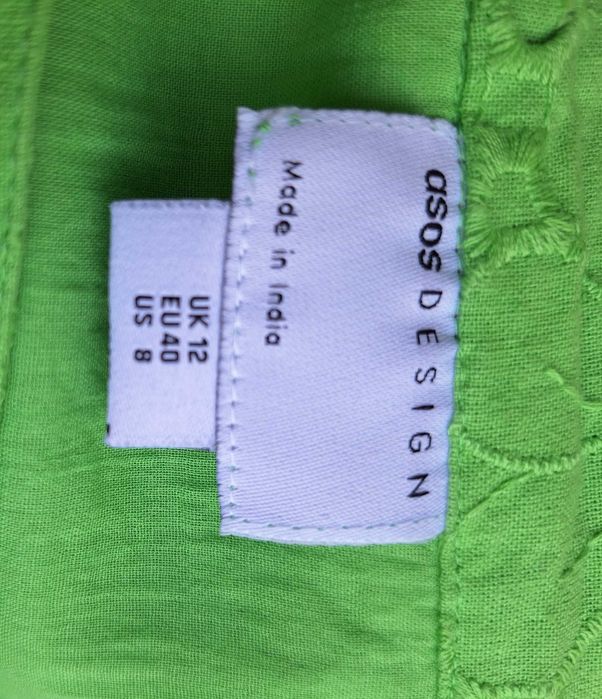 asos DESIGN
Made in India
UK 12
EU 40
US 8